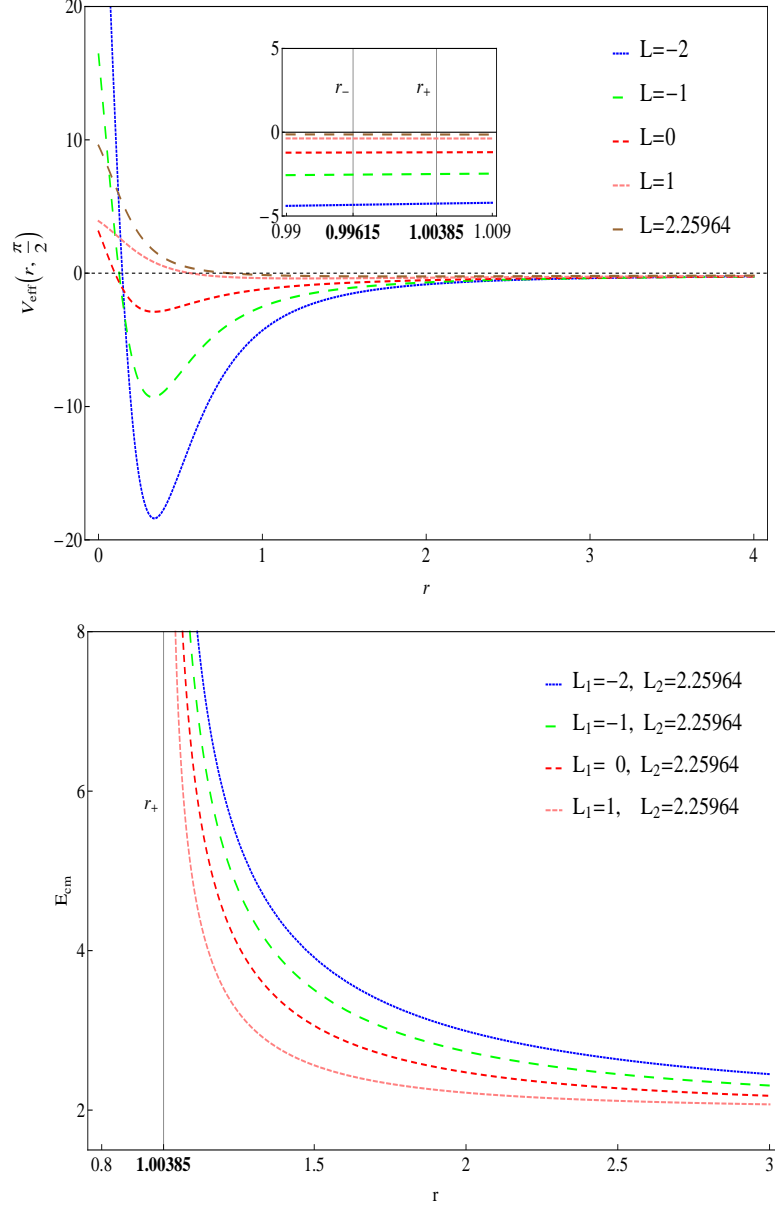 20
10
0
−10
−20
V_eff(r, π/2)
0
1
2
3
4
r
5
0
−5
r₋
r₊
0.99
0.99615
1.00385
1.009
L=−2
L=−1
L=0
L=1
L=2.25964
8
6
4
2
E_cm
r₊
0.8
1.00385
1.5
2
2.5
3
r
L₁=−2, L₂=2.25964
L₁=−1, L₂=2.25964
L₁= 0, L₂=2.25964
L₁=1, L₂=2.25964